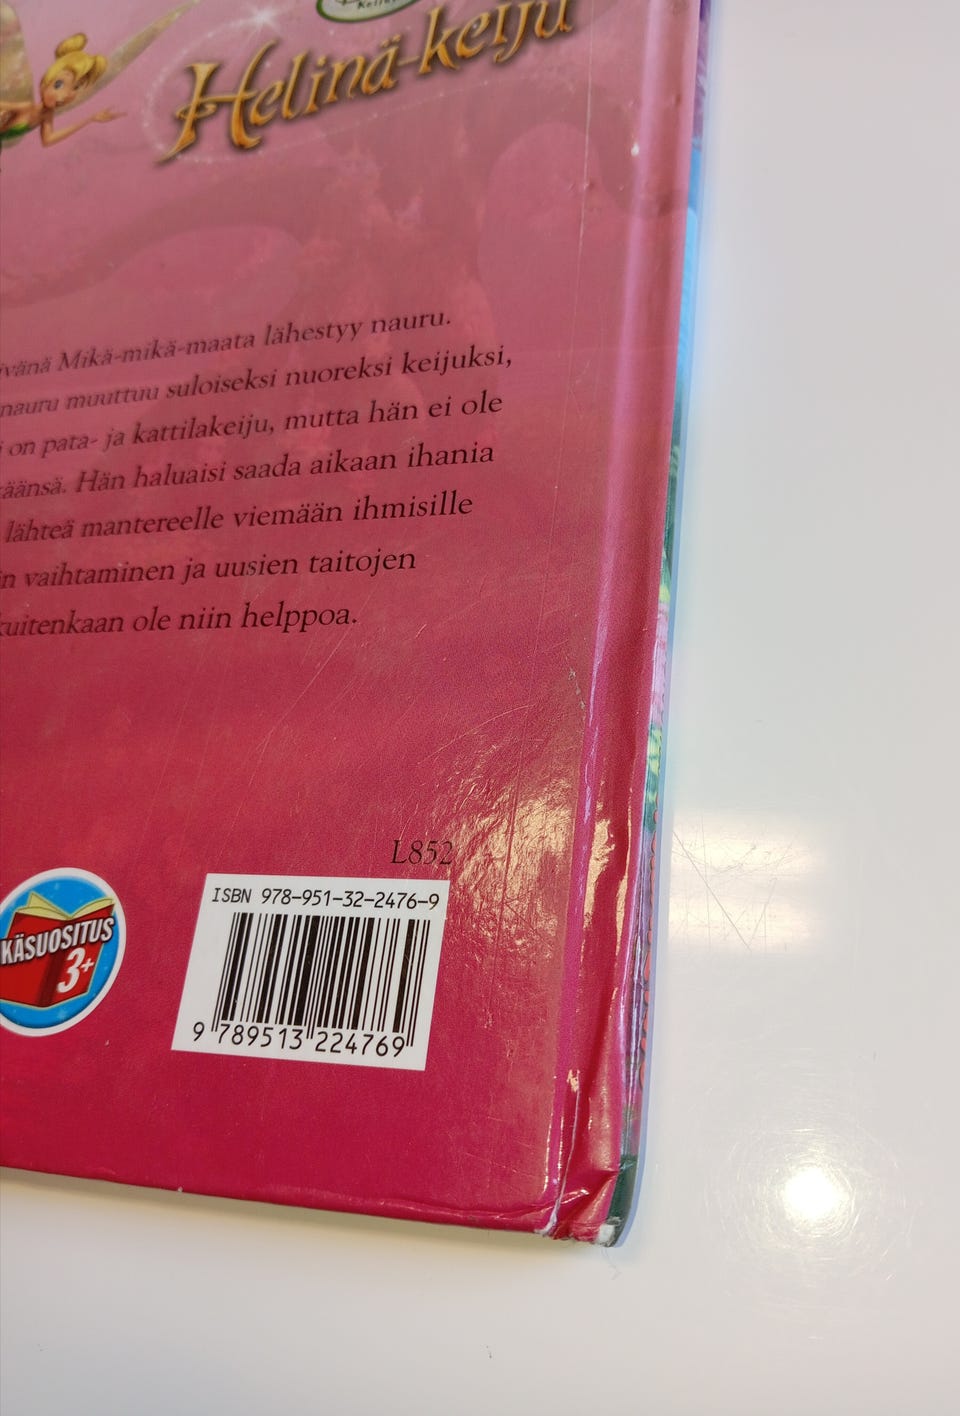 Helinä-keiju
Mikä-mikä-maata lähestyy nauru.
nauru muuttuu suloiseksi nuoreksi keijuksi,
on pata- ja kattilakeiju, mutta hän ei ole
Hän haluaisi saada aikaan ihania
lähteä mantereelle viemään ihmisille
vaihtaminen ja uusien taitojen
kuitenkaan ole niin helppoa.
L852
ISBN 978-951-32-2476-9
9 789513 224769
KÄSUOSITUS
3+